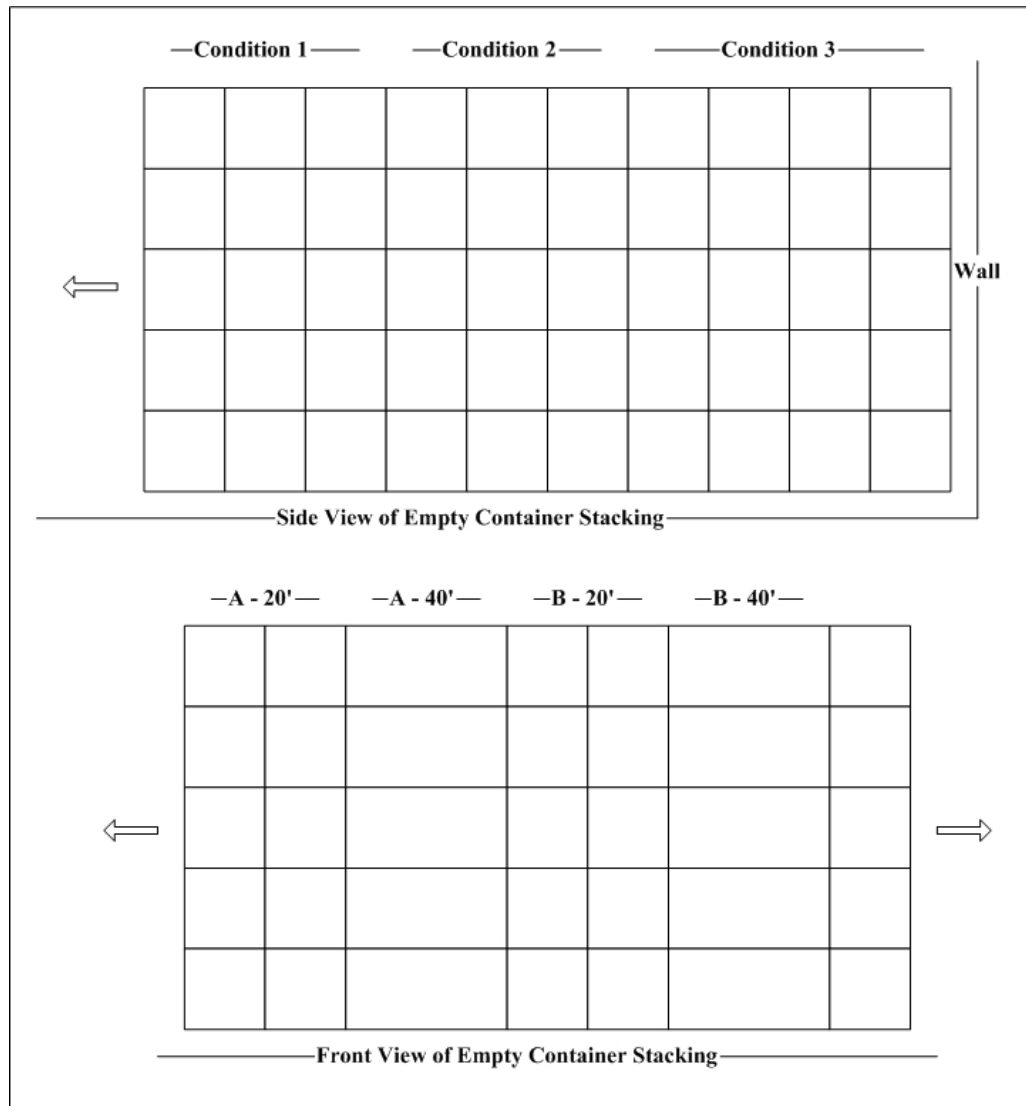 Condition 1
Condition 2
Condition 3
Wall
Side View of Empty Container Stacking
A - 20'
A - 40'
B - 20'
B - 40'
Front View of Empty Container Stacking